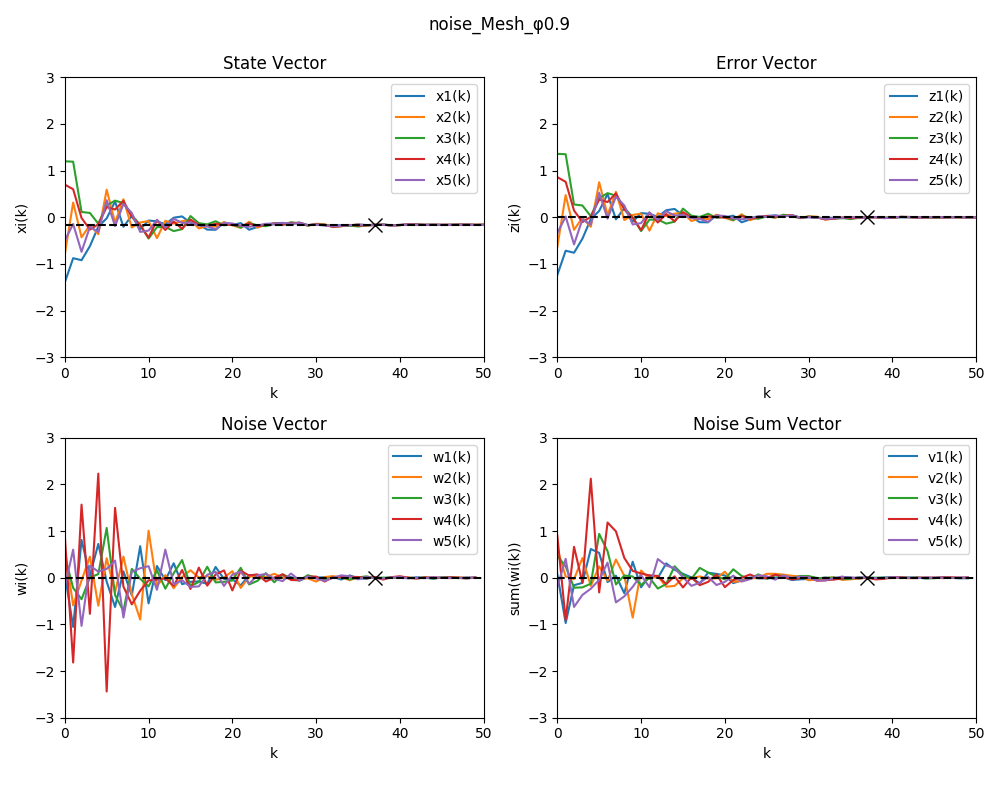 noise_Mesh_φ0.9
State Vector
3
2
1
0
−1
−2
−3
xi(k)
0
10
20
30
40
50
k
x1(k)
x2(k)
x3(k)
x4(k)
x5(k)
Error Vector
3
2
1
0
−1
−2
−3
zi(k)
0
10
20
30
40
50
k
z1(k)
z2(k)
z3(k)
z4(k)
z5(k)
Noise Vector
3
2
1
0
−1
−2
−3
wi(k)
0
10
20
30
40
50
k
w1(k)
w2(k)
w3(k)
w4(k)
w5(k)
Noise Sum Vector
3
2
1
0
−1
−2
−3
sum(wi(k))
0
10
20
30
40
50
k
v1(k)
v2(k)
v3(k)
v4(k)
v5(k)